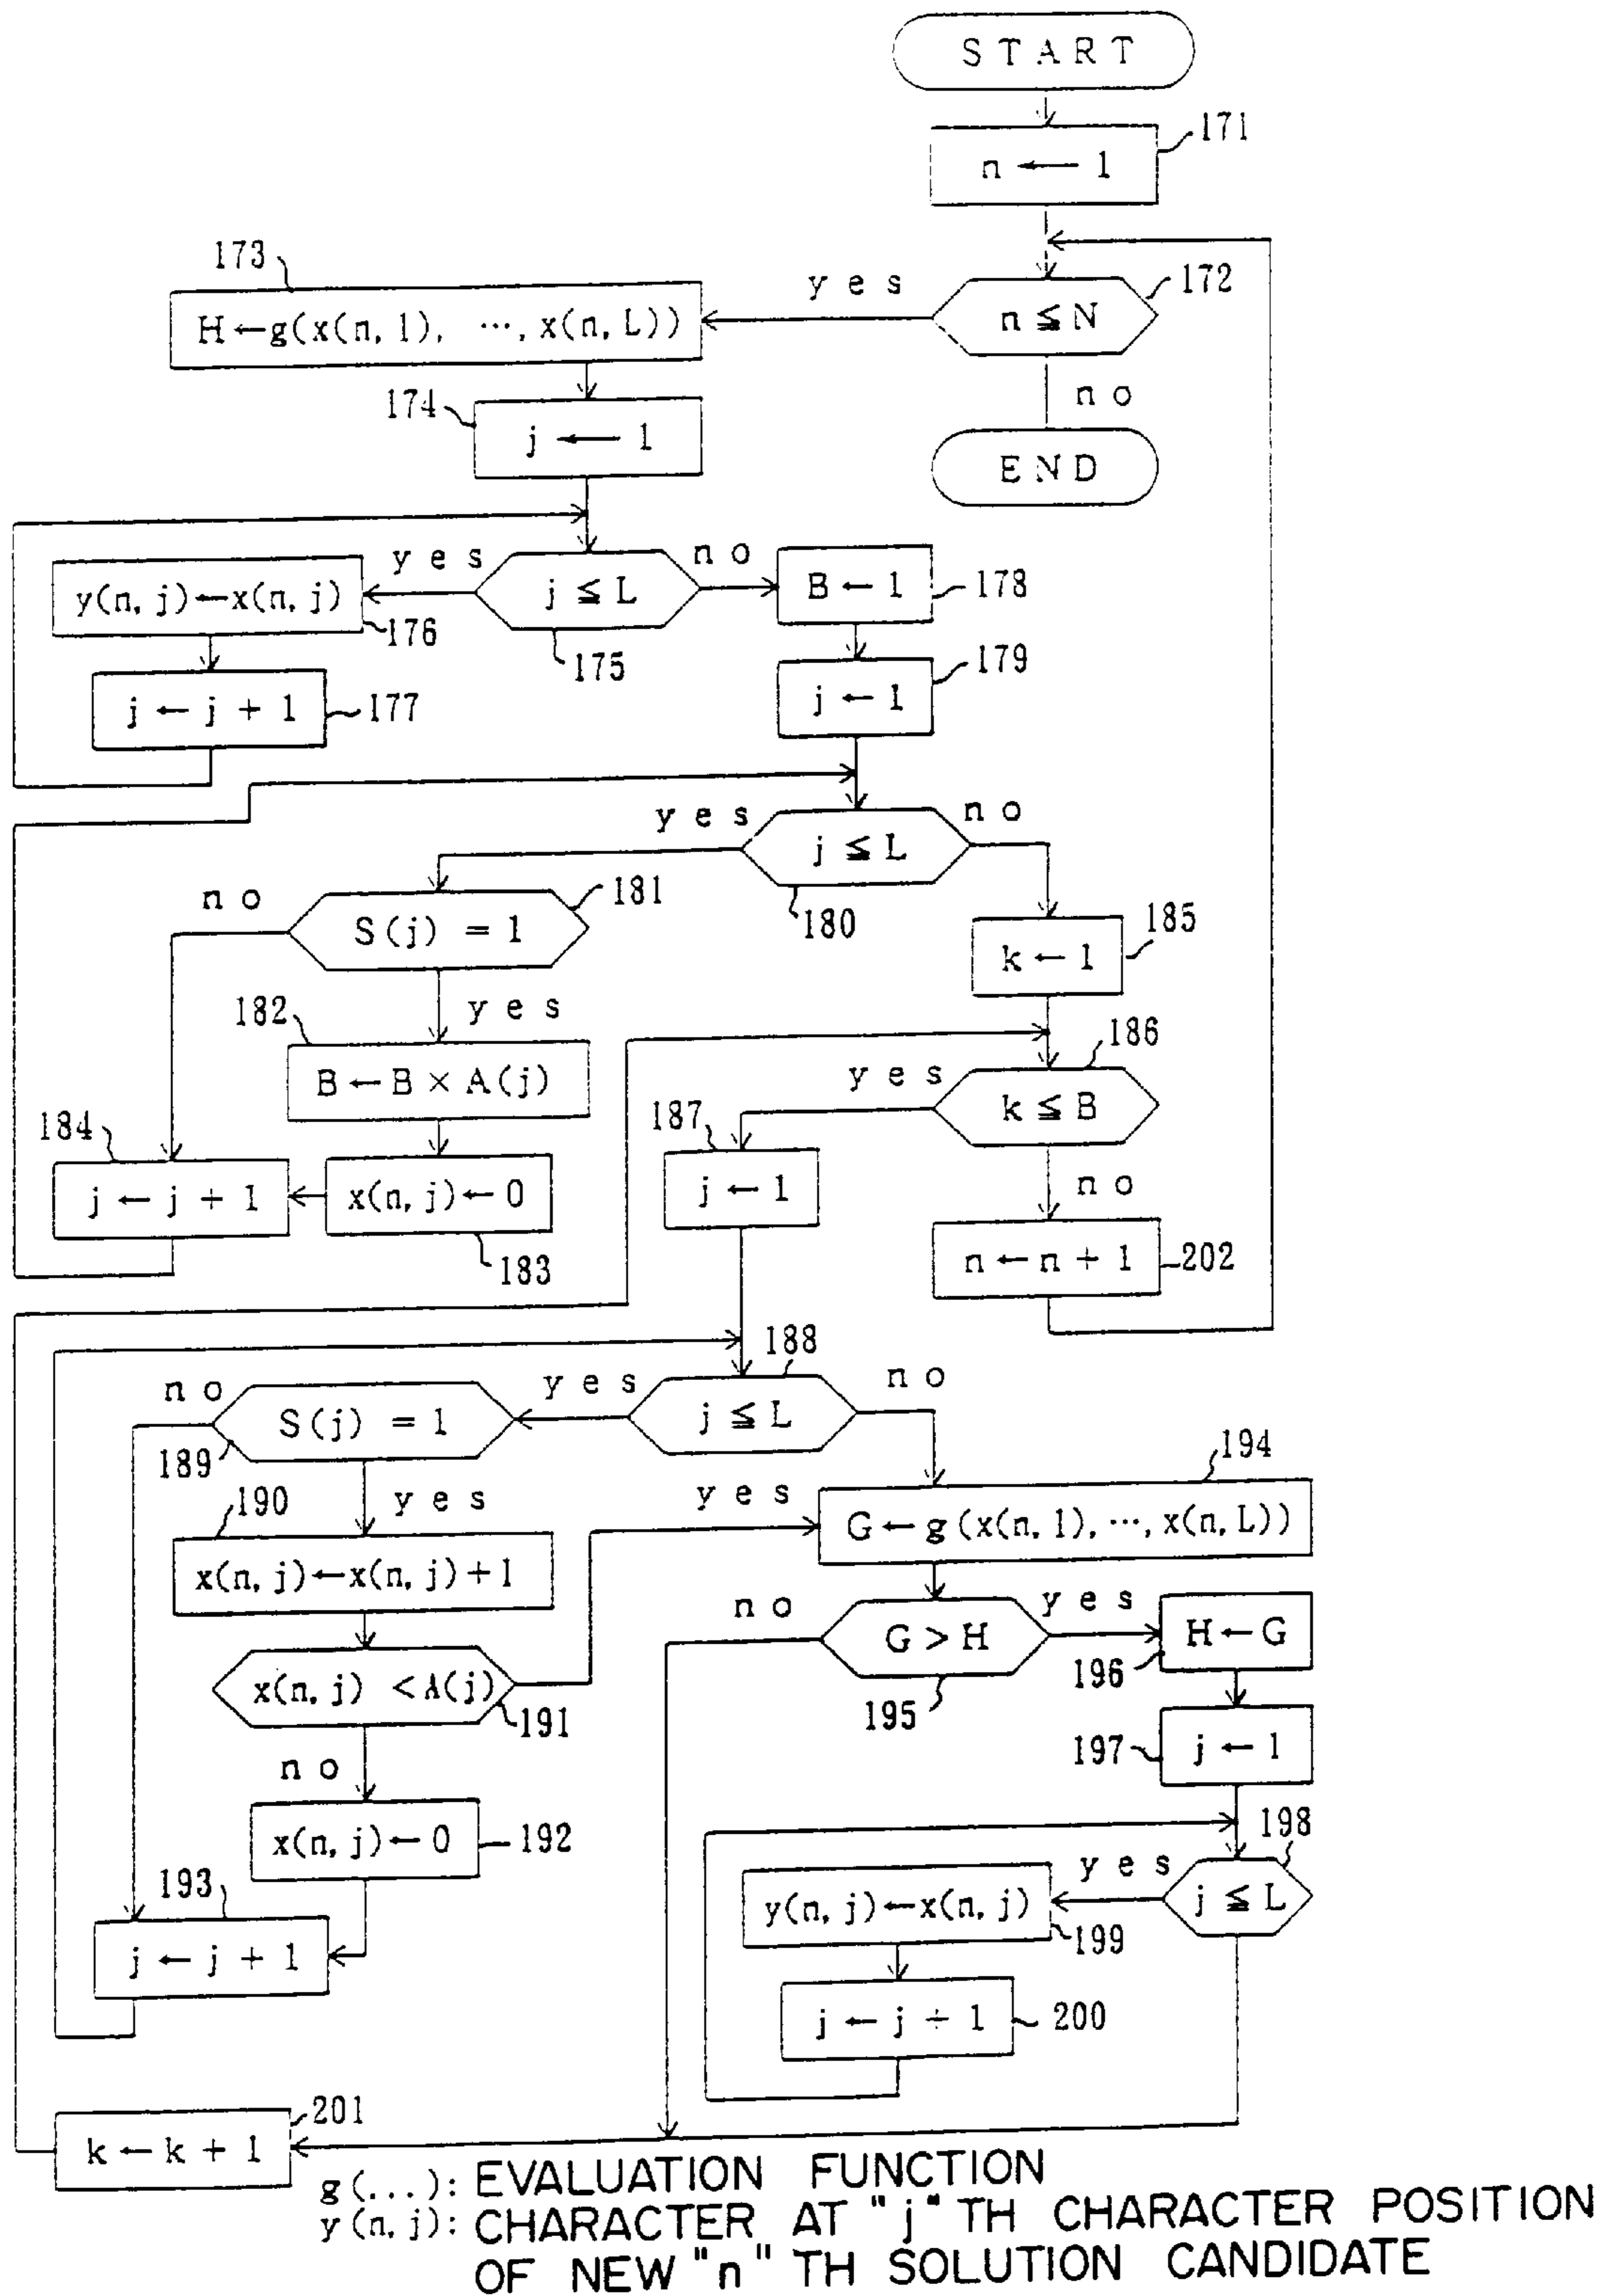 START
171
n ← 1
173
yes
172
n ≦ N
H←g(x(n, 1), ···, x(n, L))
174
no
j ← 1
END
yes
no
B ← 1
178
y(n, j)←x(n, j)
j ≦ L
176
175
179
j ← j + 1
177
j ← 1
yes
no
j ≦ L
180
no
181
S(j) = 1
185
k ← 1
182
yes
186
B ← B × A(j)
yes
k ≦ B
184
187
j ← j + 1
x(n, j)← 0
183
j ← 1
no
n ← n + 1
202
188
no
yes
no
S(j) = 1
j ≦ L
189
194
190
yes
yes
G ← g (x(n, 1), ···, x(n, L))
x(n, j)←x(n, j)+1
no
yes
G > H
H ← G
196
195
x(n, j) < A(j)
191
197
j ← 1
no
x(n, j)← 0
192
198
yes
j ≦ L
193
y(n, j)←x(n, j)
199
j ← j + 1
j ← j + 1
200
201
k ← k + 1
g (...): EVALUATION FUNCTION
y (n, j): CHARACTER AT "j" TH CHARACTER POSITION
OF NEW "n" TH SOLUTION CANDIDATE